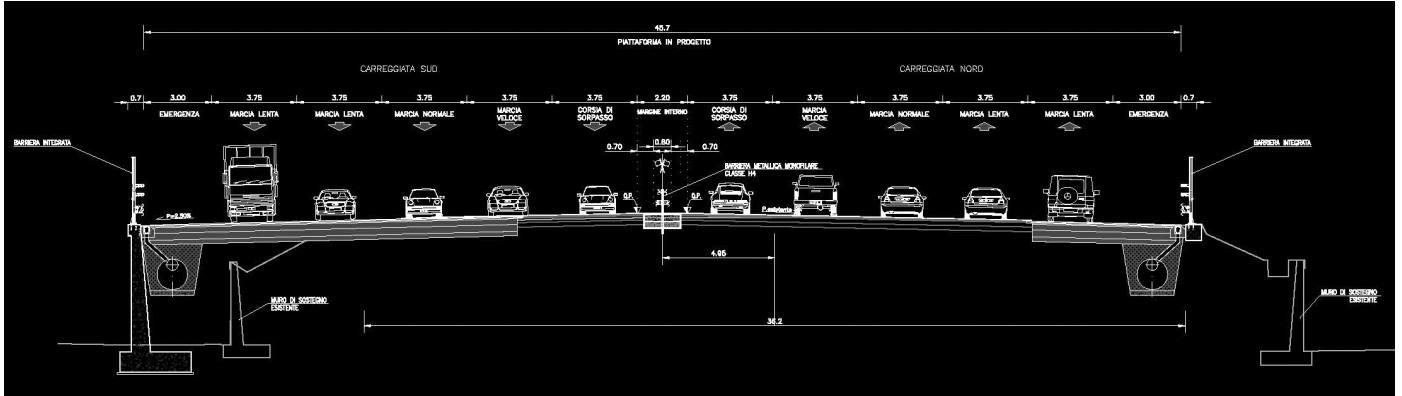 45.7
PIATTAFORMA IN PROGETTO
CARREGGIATA SUD
CARREGGIATA NORD
0.7 3.00 3.75 3.75 3.75 3.75 3.75 2.20 3.75 3.75 3.75 3.75 3.75 3.00 0.7
EMERGENZA
MARCIA LENTA
MARCIA LENTA
MARCIA NORMALE
MARCIA
VELOCE
CORSIA DI
SORPASSO
MARGINE INTERNO
CORSIA DI
SORPASSO
MARCIA
VELOCE
MARCIA NORMALE
MARCIA LENTA
MARCIA LENTA
EMERGENZA
BARRIERA INTEGRATA
0.60
0.70
0.70
BARRIERA METALLICA MONOFILARE
CLASSE H4
BARRIERA INTEGRATA
Q.P.
Q.P.
P=2.50%
P.esistente
4.95
MURO DI SOSTEGNO
ESISTENTE
MURO DI SOSTEGNO
ESISTENTE
36.2